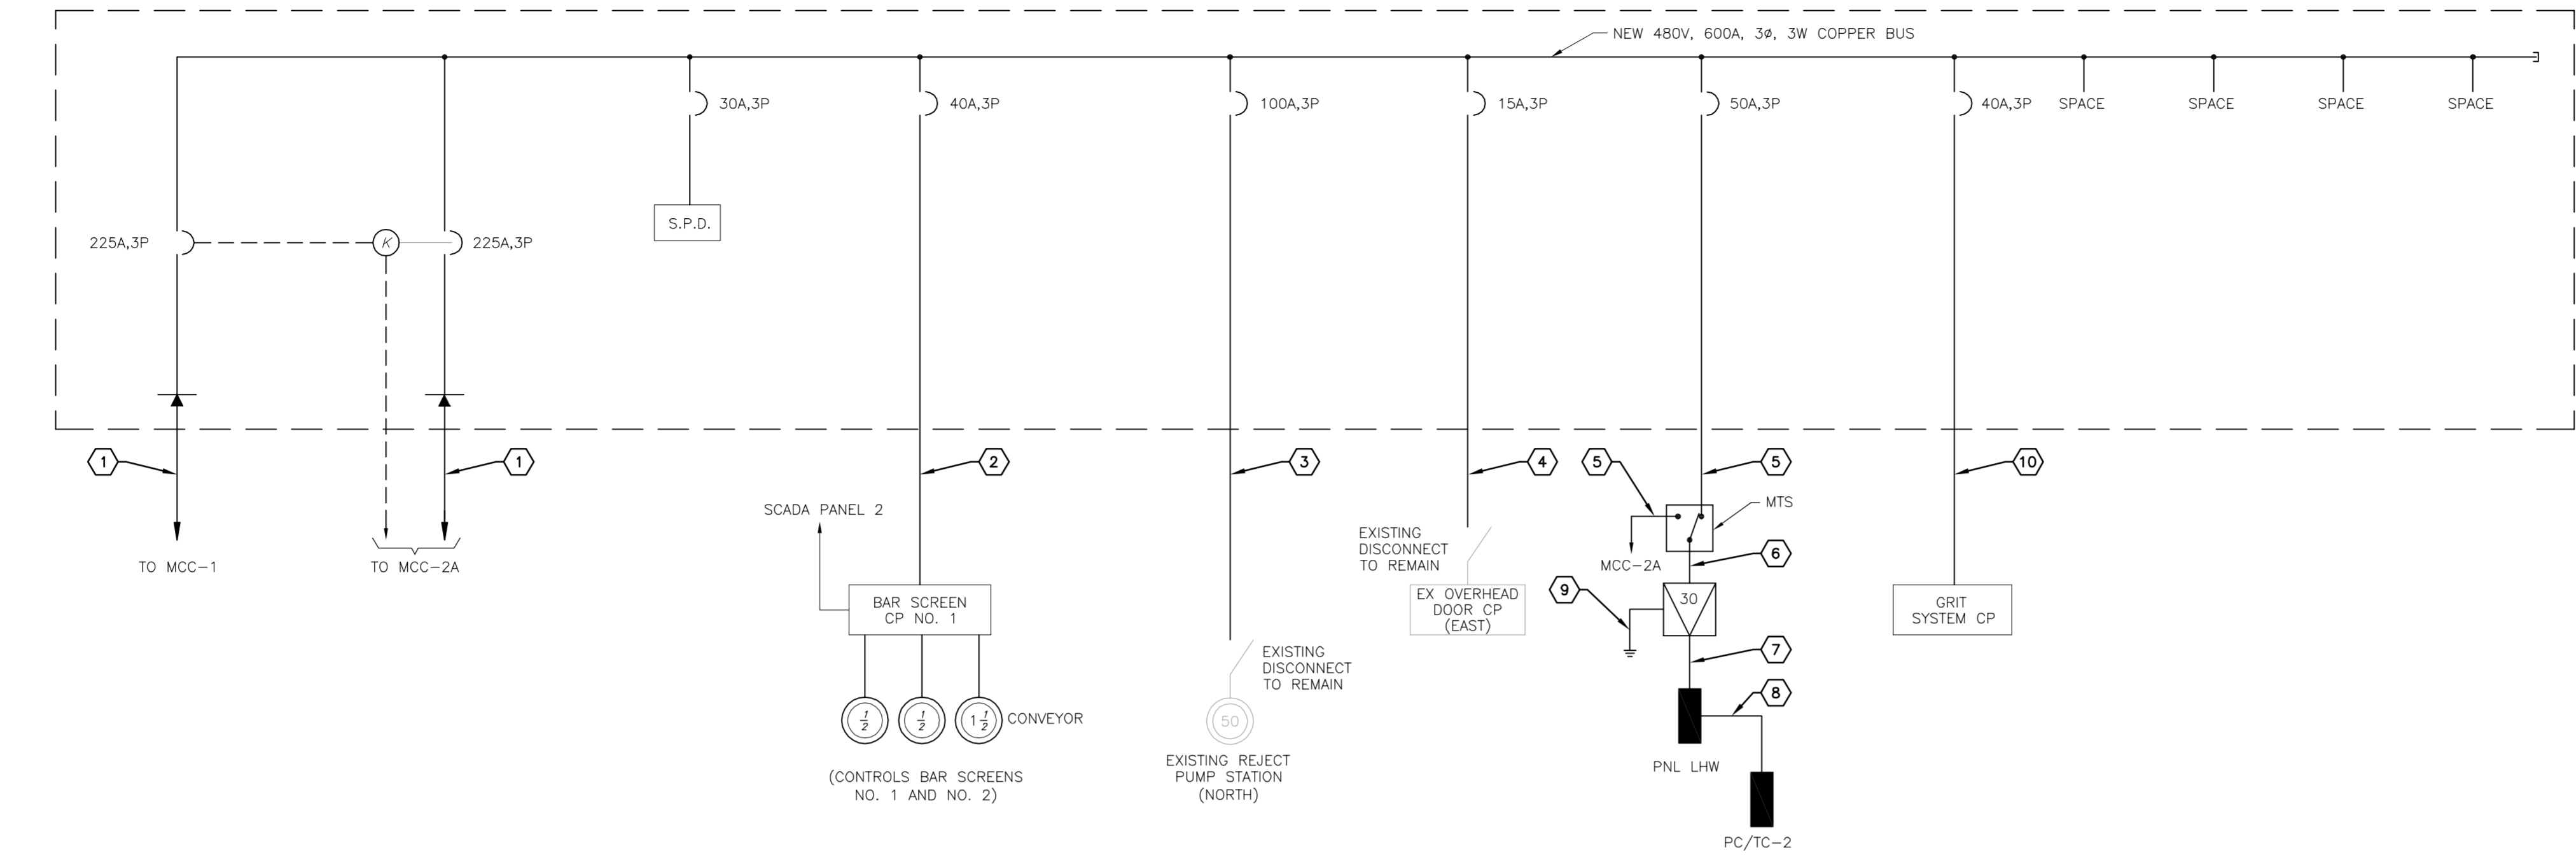 NEW 480V, 600A, 3ø, 3W COPPER BUS
30A,3P
40A,3P
100A,3P
15A,3P
50A,3P
40A,3P
SPACE
SPACE
SPACE
SPACE
S.P.D.
225A,3P
K
225A,3P
1
1
2
3
4
5
5
10
SCADA PANEL 2
MTS
EXISTING
DISCONNECT
TO REMAIN
TO MCC-1
TO MCC-2A
MCC-2A
6
BAR SCREEN
CP NO. 1
EX OVERHEAD
DOOR CP
(EAST)
9
30
GRIT
SYSTEM CP
EXISTING
DISCONNECT
TO REMAIN
7
8
1/2
1/2
1 1/2
CONVEYOR
50
(CONTROLS BAR SCREENS
NO. 1 AND NO. 2)
EXISTING REJECT
PUMP STATION
(NORTH)
PNL LHW
PC/TC-2